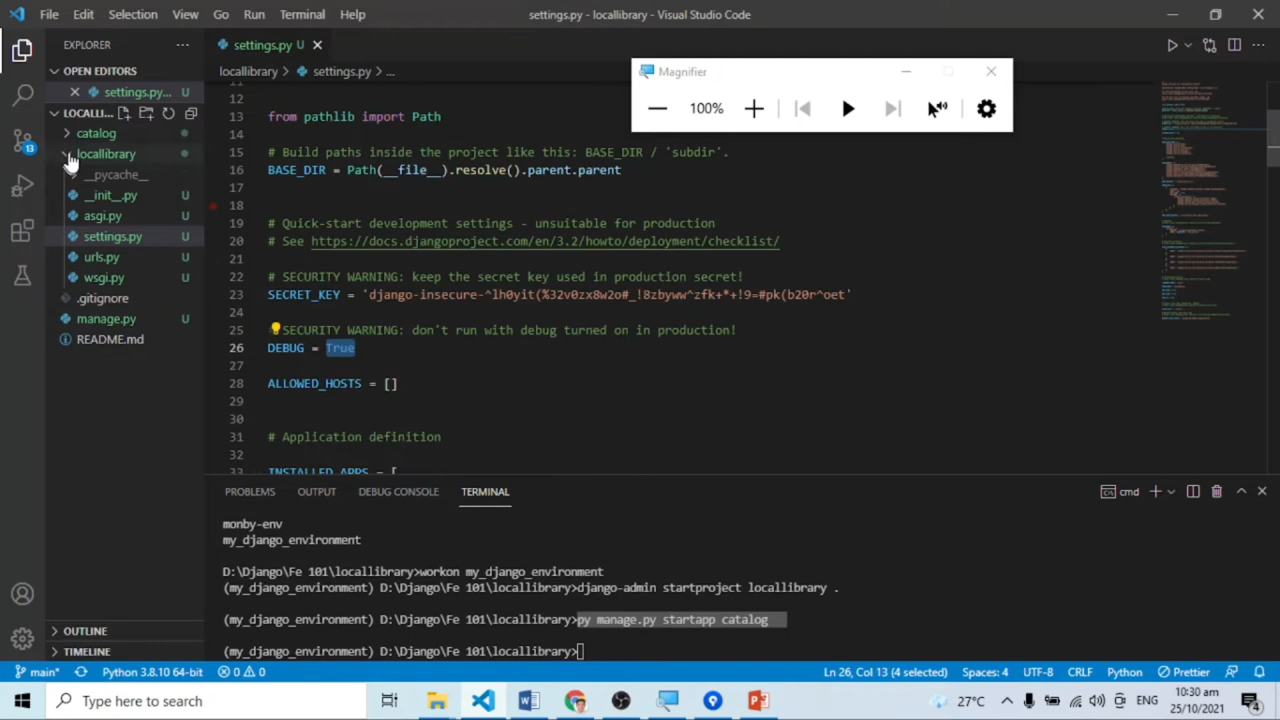 File Edit Selection View Go Run Terminal Help
settings.py - locallibrary - Visual Studio Code
EXPLORER
OPEN EDITORS
settings.py... U
LOCALLI...
catalog
locallibrary
__pycache__
__init__.py U
asgi.py U
settings.py U
urls.py U
wsgi.py U
.gitignore
manage.py U
README.md
OUTLINE
TIMELINE
13
settings.py U
locallibrary > settings.py > ...
Magnifier
100%
12
13 from pathlib import Path
14
15 # Build paths inside the project like this: BASE_DIR / 'subdir'.
16 BASE_DIR = Path(__file__).resolve().parent.parent
17
18
19 # Quick-start development settings - unsuitable for production
20 # See https://docs.djangoproject.com/en/3.2/howto/deployment/checklist/
21
22 # SECURITY WARNING: keep the secret key used in production secret!
23 SECRET_KEY =
24
25 SECURITY WARNING: don't run with debug turned on in production!
26 DEBUG = True
27
28 ALLOWED_HOSTS = []
29
30
31 # Application definition
32
33 INSTALLED_APPS = [
PROBLEMS OUTPUT DEBUG CONSOLE TERMINAL
cmd
monby-env
my_django_environment
D:\Django\Fe 101\locallibrary>workon my_django_environment
(my_django_environment) D:\Django\Fe 101\locallibrary>django-admin startproject locallibrary .
(my_django_environment) D:\Django\Fe 101\locallibrary>py manage.py startapp catalog
(my_django_environment) D:\Django\Fe 101\locallibrary>
main* Python 3.8.10 64-bit 0 0 Ln 26, Col 13 (4 selected) Spaces: 4 UTF-8 CRLF Python Prettier
Type here to search
27°C
ENG
10:30 am
25/10/2021
4